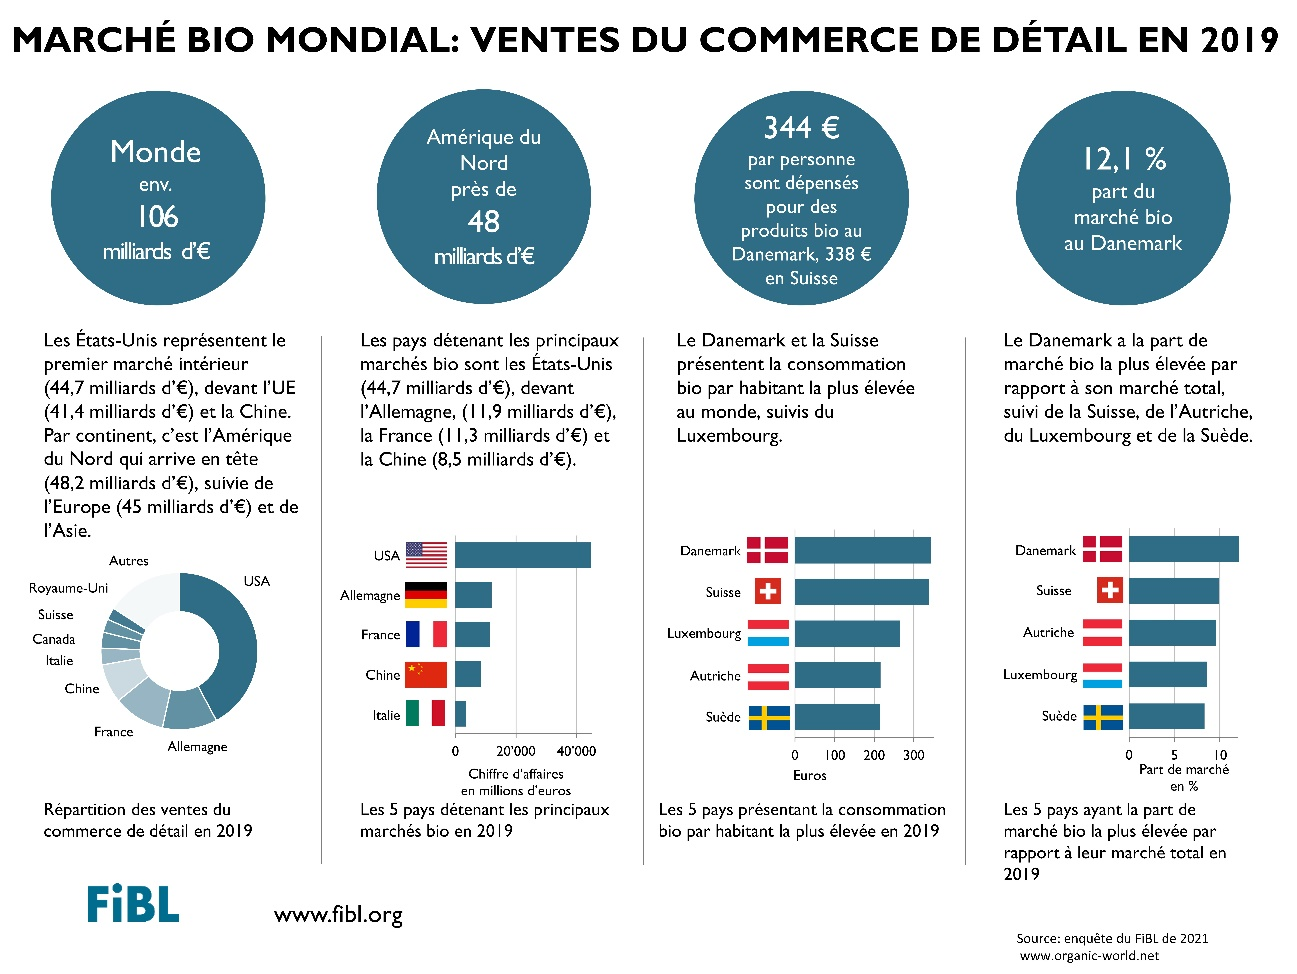 MARCHÉ BIO MONDIAL: VENTES DU COMMERCE DE DÉTAIL EN 2019
Monde
env.
106
milliards d'€
Amérique du
Nord
près de
48
milliards d'€
344 €
par personne
sont dépensés
pour des
produits bio au
Danemark, 338 €
en Suisse
12,1 %
part du
marché bio
au Danemark
Les États-Unis représentent le
premier marché intérieur
(44,7 milliards d'€), devant l'UE
(41,4 milliards d'€) et la Chine.
Par continent, c'est l'Amérique
du Nord qui arrive en tête
(48,2 milliards d'€), suivie de
l'Europe (45 milliards d'€) et de
l'Asie.
Autres
USA
Royaume-Uni
Suisse
Canada
Italie
Chine
France
Allemagne
Répartition des ventes du
commerce de détail en 2019
Les pays détenant les principaux
marchés bio sont les États-Unis
(44,7 milliards d'€), devant
l'Allemagne, (11,9 milliards d'€),
la France (11,3 milliards d'€) et
la Chine (8,5 milliards d'€).
USA
Allemagne
France
Chine
Italie
0 20'000 40'000
Chiffre d'affaires
en millions d'euros
Les 5 pays détenant les principaux
marchés bio en 2019
Le Danemark et la Suisse
présentent la consommation
bio par habitant la plus élevée
au monde, suivis du
Luxembourg.
Danemark
Suisse
Luxembourg
Autriche
Suède
0 100 200 300
Euros
Les 5 pays présentant la consommation
bio par habitant la plus élevée en 2019
Le Danemark a la part de
marché bio la plus élevée par
rapport à son marché total,
suivi de la Suisse, de l'Autriche,
du Luxembourg et de la Suède.
Danemark
Suisse
Autriche
Luxembourg
Suède
0 5 10
Part de marché
en %
Les 5 pays ayant la part de
marché bio la plus élevée par
rapport à leur marché total en
2019
FiBL
www.fibl.org
Source: enquête du FiBL de 2021
www.organic-world.net